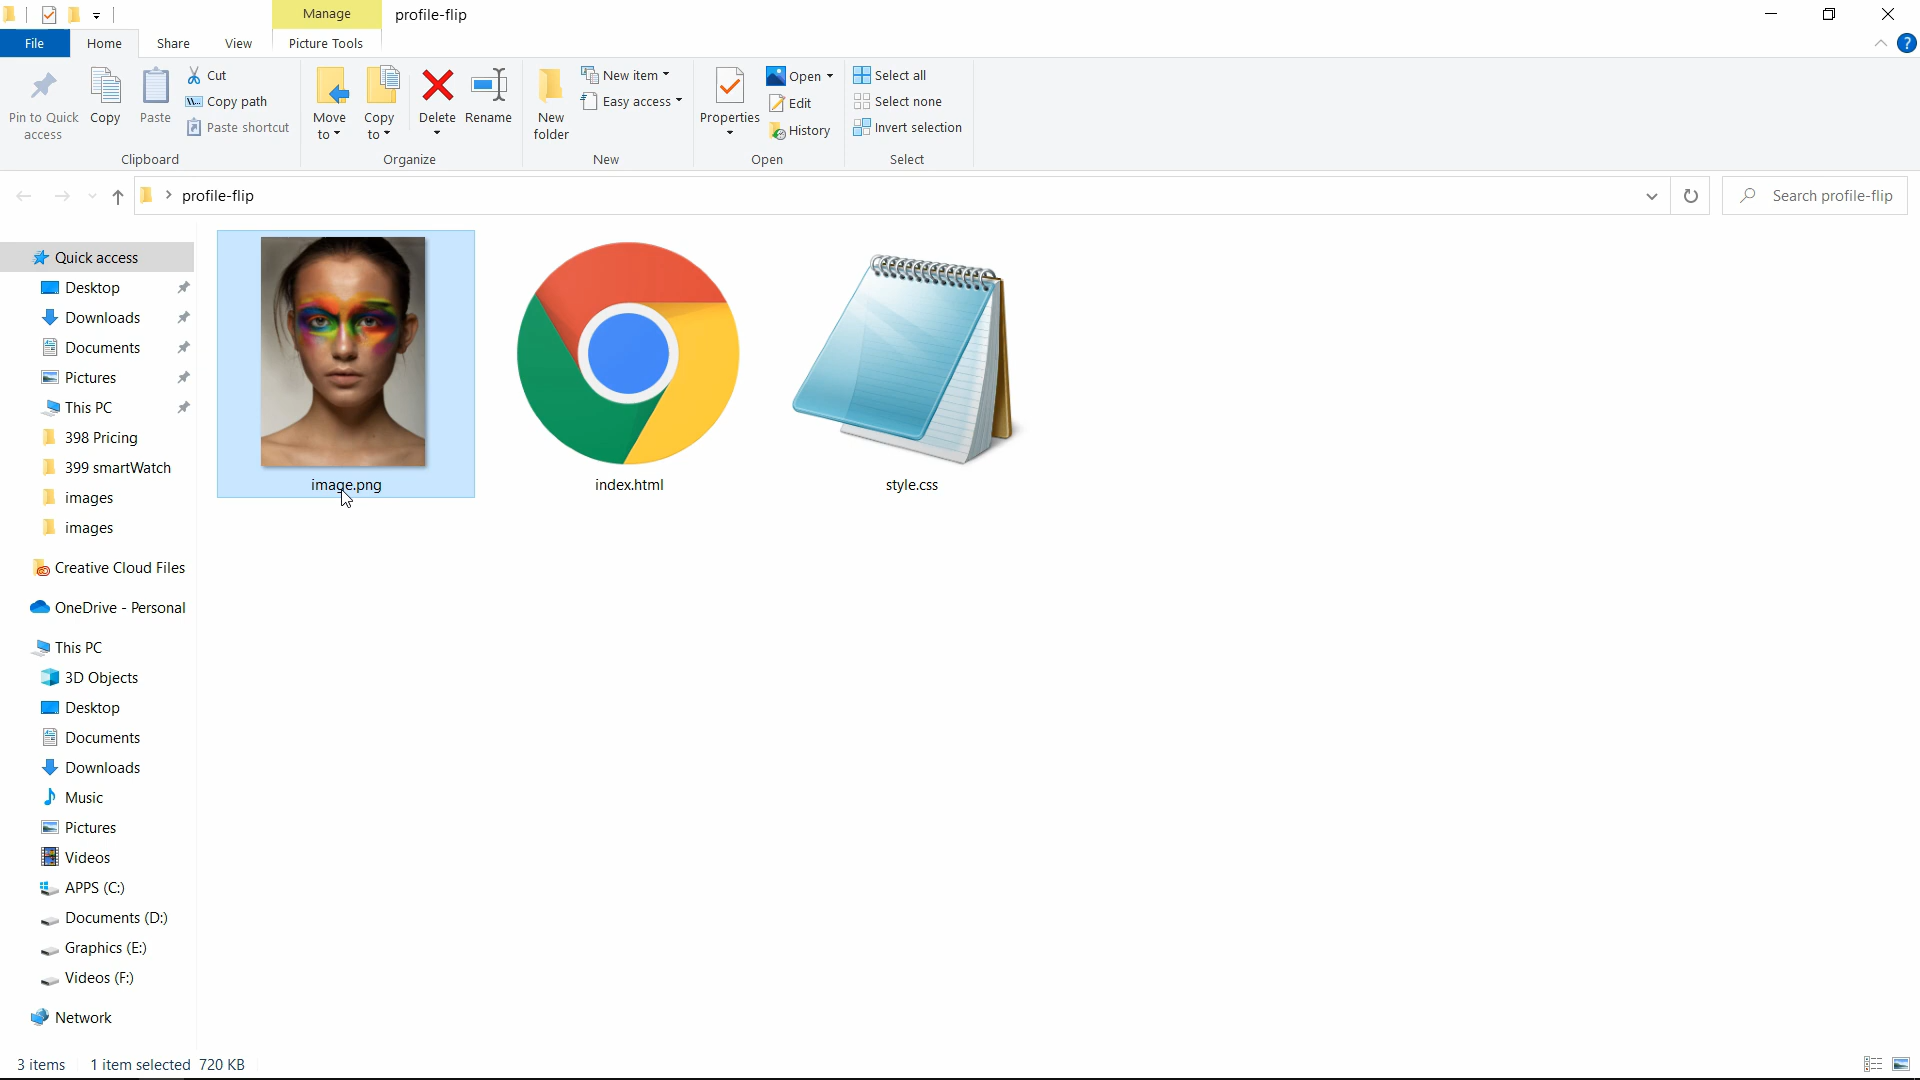 Manage
profile-flip
File
Home
Share
View
Picture Tools
?
Pin to Quick access
Copy
Paste
Cut
Copy path
Paste shortcut
Clipboard
Move to
Copy to
Delete
Rename
Organize
New folder
New item
Easy access
New
Properties
Open
Edit
History
Open
Select all
Select none
Invert selection
Select
profile-flip
Search profile-flip
Quick access
Desktop
Downloads
Documents
Pictures
This PC
398 Pricing
399 smartWatch
images
images
Creative Cloud Files
OneDrive - Personal
This PC
3D Objects
Desktop
Documents
Downloads
Music
Pictures
Videos
APPS (C:)
Documents (D:)
Graphics (E:)
Videos (F:)
Network
image.png
index.html
style.css
3 items
1 item selected 720 KB